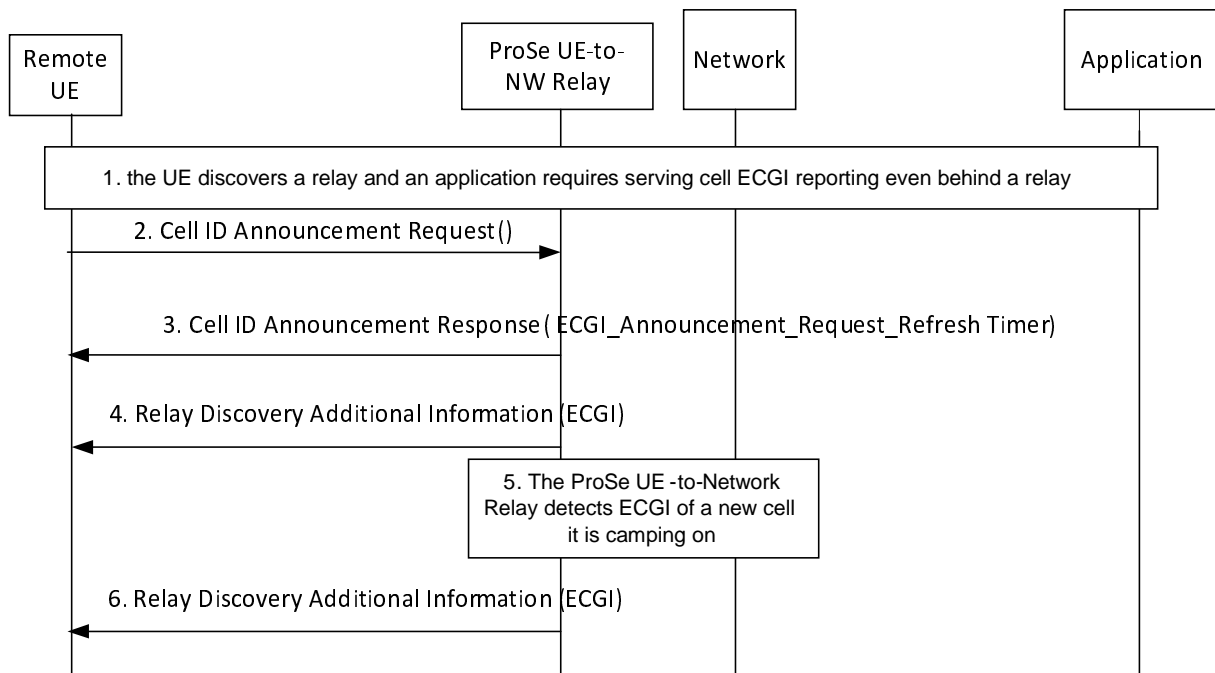 Remote
UE
ProSe UE-to-
NW Relay
Network
Application
1. the UE discovers a relay and an application requires serving cell ECGI reporting even behind a relay
2. Cell ID Announcement Request()
3. Cell ID Announcement Response( ECGI_Announcement_Request_Refresh Timer)
4. Relay Discovery Additional Information (ECGI)
5. The ProSe UE -to-Network
Relay detects ECGI of a new cell
it is camping on
6. Relay Discovery Additional Information (ECGI)